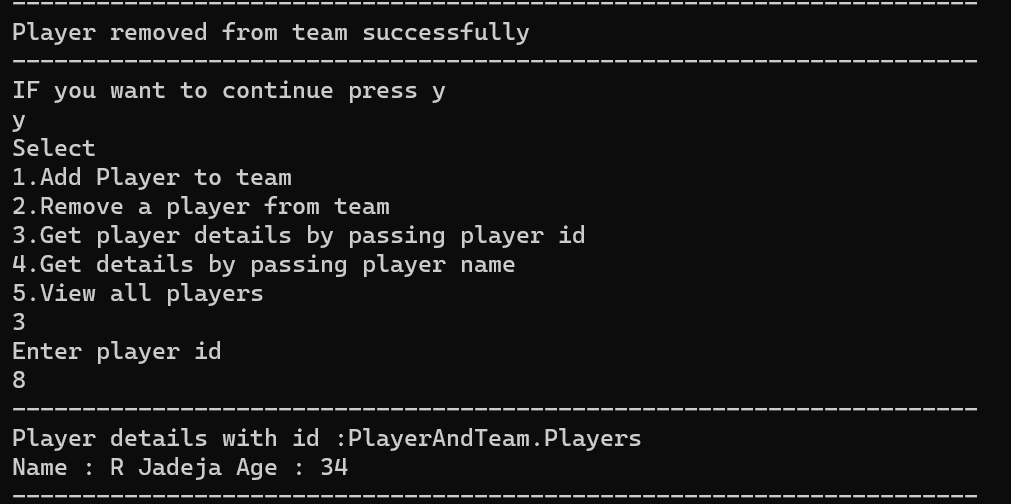 --------------------------------------------------------------------
Player removed from team successfully
--------------------------------------------------------------------
IF you want to continue press y
y
Select
1.Add Player to team
2.Remove a player from team
3.Get player details by passing player id
4.Get details by passing player name
5.View all players
3
Enter player id
8
--------------------------------------------------------------------
Player details with id :PlayerAndTeam.Players
Name : R Jadeja Age : 34
--------------------------------------------------------------------